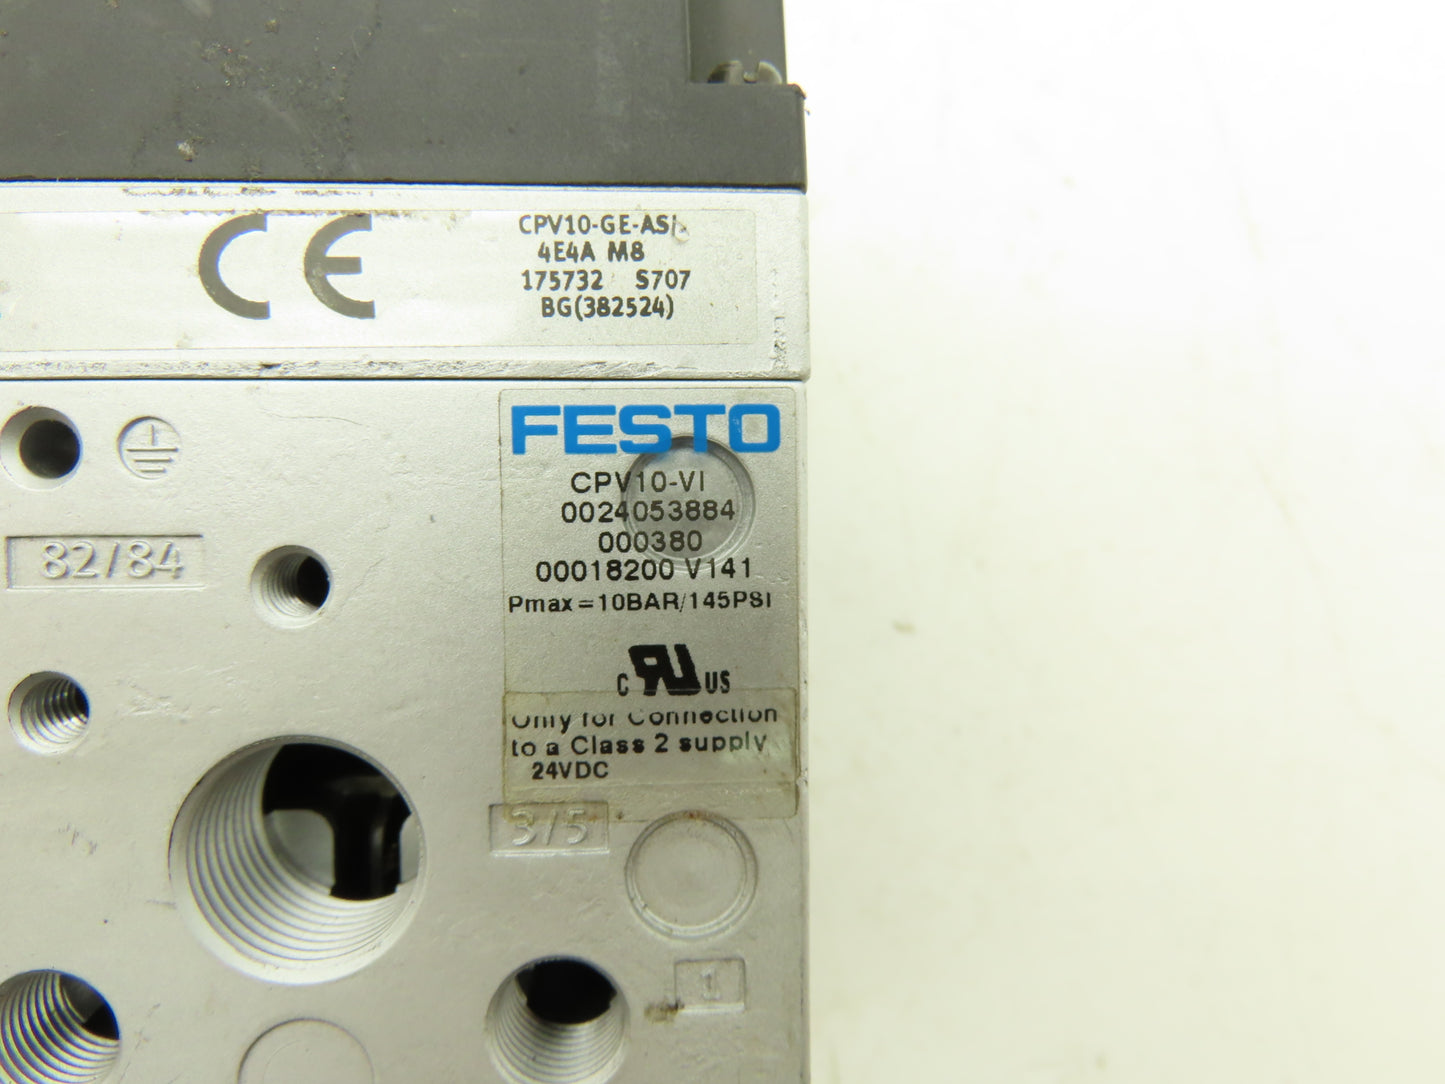 CE
CPV10-GE-ASI-
4E4A M8
175732 S707
BG(382524)
FESTO
CPV10-VI
0024053884
000380
00018200 V141
Pmax=10BAR/145PSI
82/84
c RU US
Only for Connection
to a Class 2 supply
24VDC
3/5
1